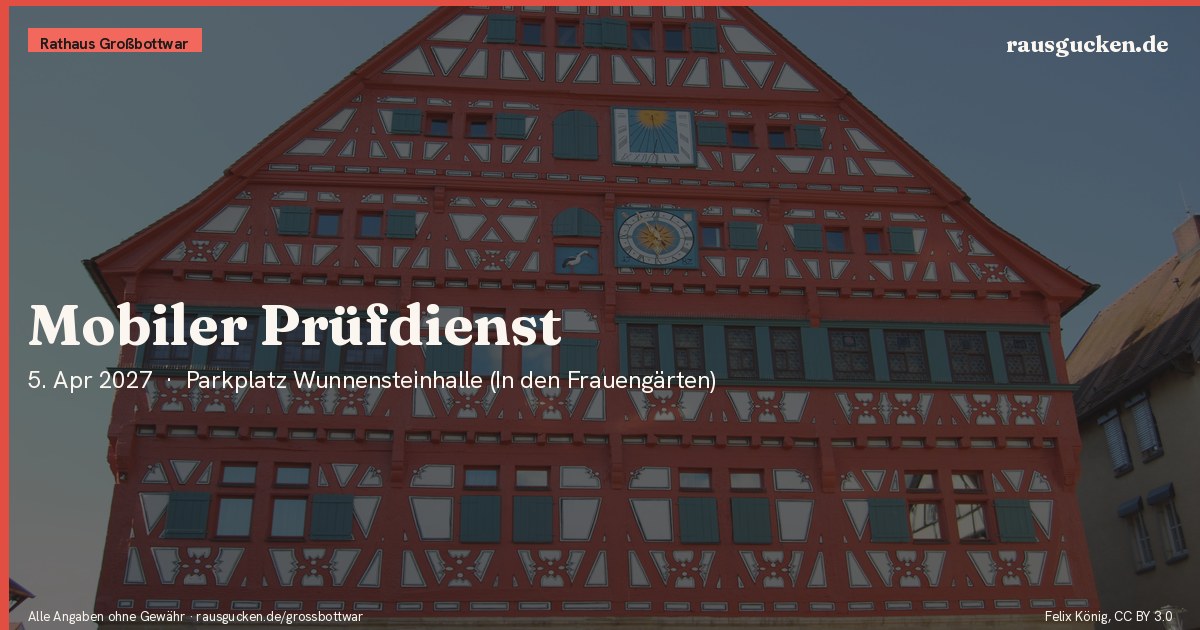 Rathaus Großbottwar
rausgucken.de
Mobiler Prüfdienst
5. Apr 2027 · Parkplatz Wunnensteinhalle (In den Frauengärten)
Alle Angaben ohne Gewähr · rausgucken.de/grossbottwar
Felix König, CC BY 3.0